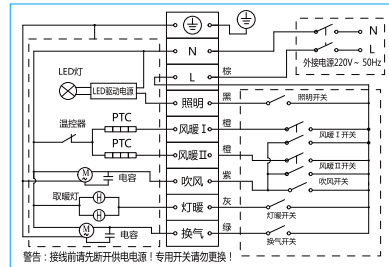 N
L
外接电源220V～ 50Hz
N
L
棕
LED灯
LED驱动电源
照明
黑
照明开关
温控器
PTC
风暖Ⅰ
橙
风暖Ⅰ开关
PTC
风暖Ⅱ
橙
风暖Ⅱ开关
M
电容
吹风
紫
吹风开关
取暖灯
H
H
灯暖
灰
灯暖开关
M
电容
换气
绿
换气开关
警告：接线前请先断开供电电源！专用开关请勿更换！